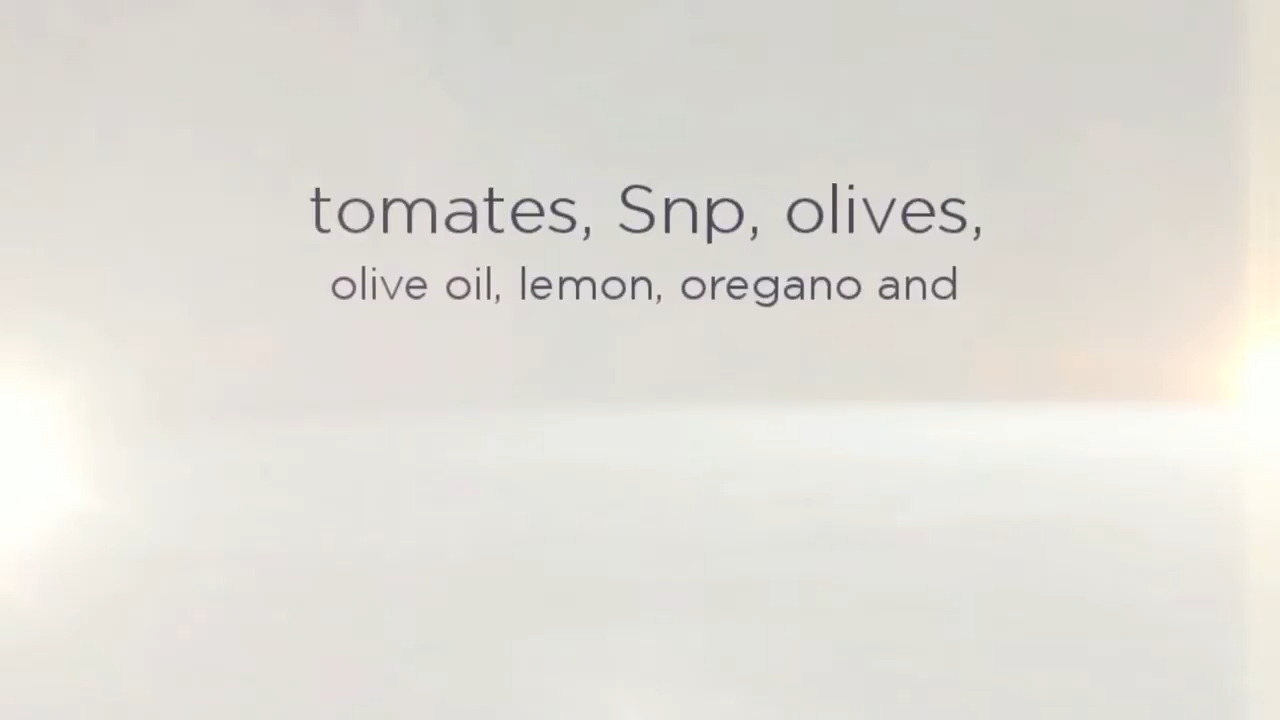 tomates, Snp, olives,
olive oil, lemon, oregano and